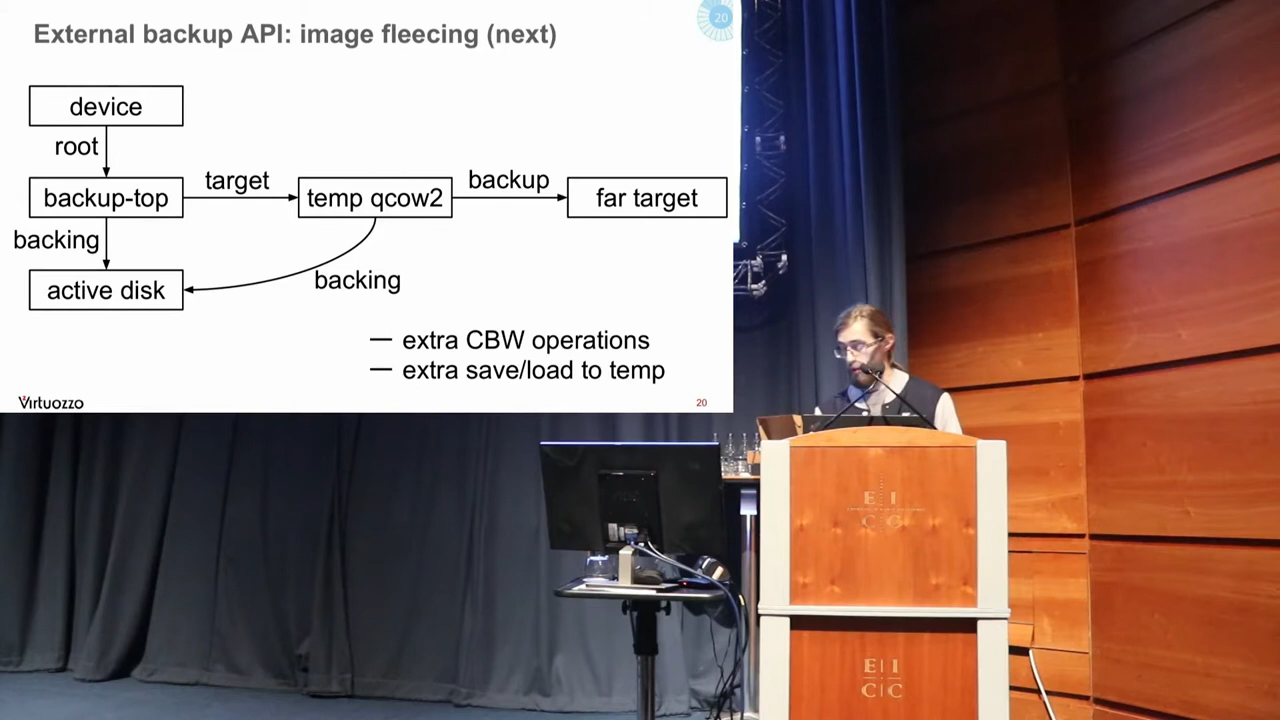 External backup API: image fleecing (next)
20
device
root
backup-top
target
temp qcow2
backup
far target
backing
active disk
backing
— extra CBW operations
— extra save/load to temp
Virtuozzo
20
E I
C C
E I
C C